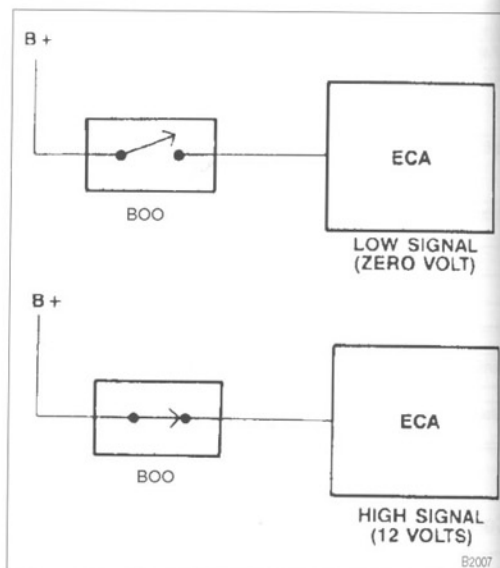 B +
BOO
ECA
LOW SIGNAL
(ZERO VOLT)
B +
BOO
ECA
HIGH SIGNAL
(12 VOLTS)
B2007